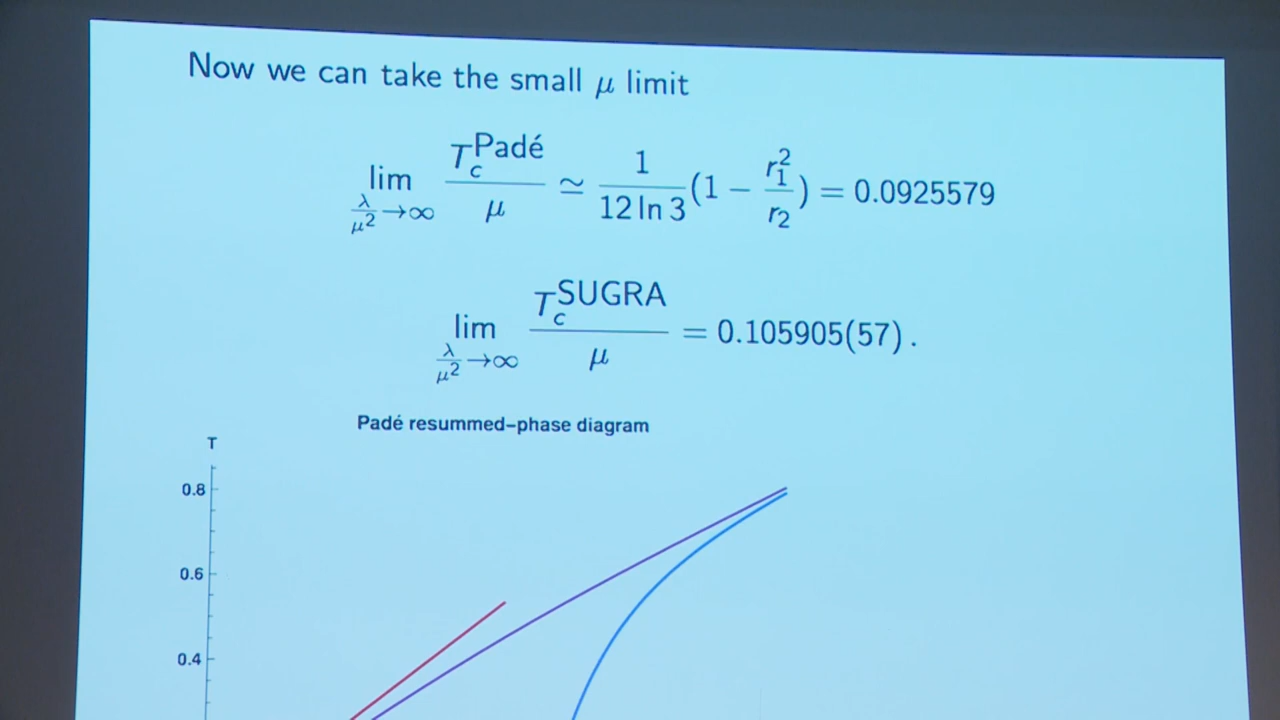 Now we can take the small μ limit
lim_{λ/μ² → ∞} T_c^{Padé} / μ ≃ 1 / (12 ln 3) (1 − r_1² / r_2) = 0.0925579
lim_{λ/μ² → ∞} T_c^{SUGRA} / μ = 0.105905(57) .
Padé resummed–phase diagram
T
0.8
0.6
0.4